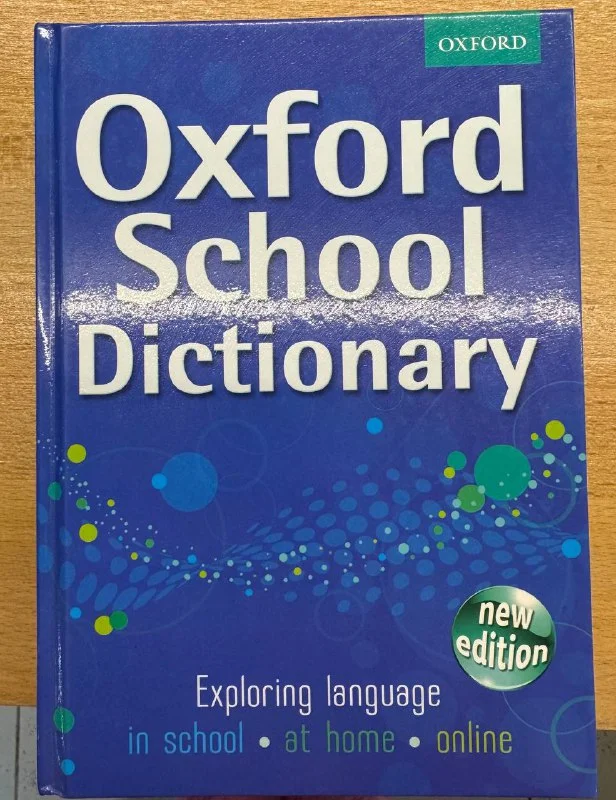 OXFORD
Oxford
School
Dictionary
new
edition
Exploring language
in school • at home • online